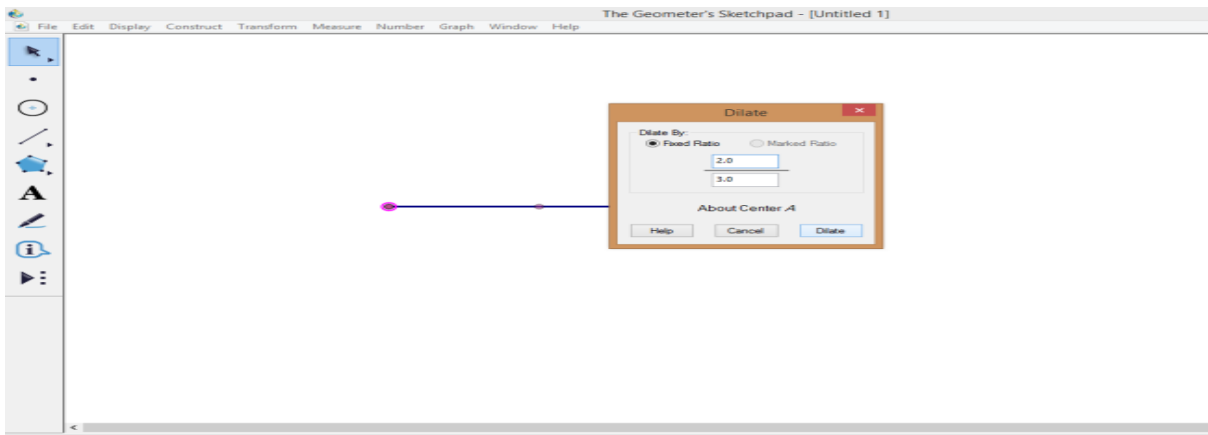 The Geometer's Sketchpad - [Untitled 1]
File Edit Display Construct Transform Measure Number Graph Window Help
Dilate
Dilate By:
Fixed Ratio Marked Ratio
2.0
3.0
About Center A
Help Cancel Dilate
A